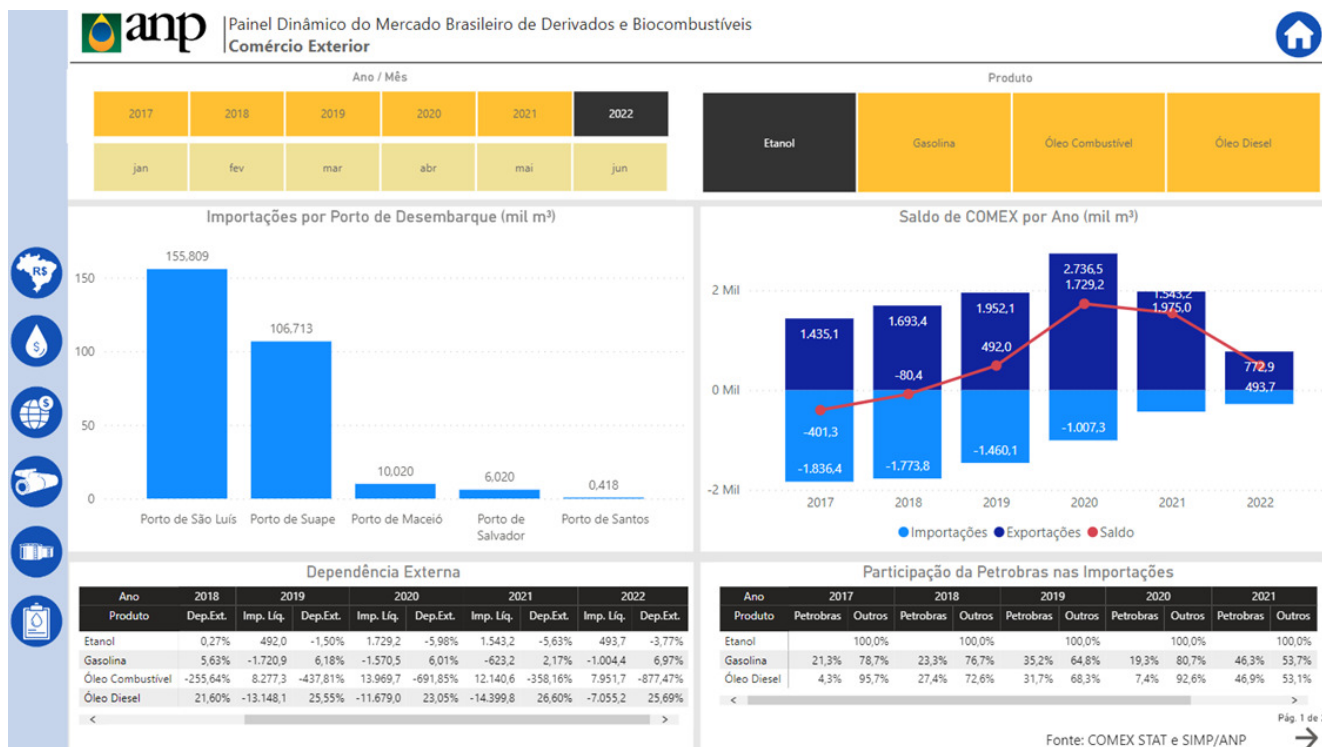 anp
Painel Dinâmico do Mercado Brasileiro de Derivados e Biocombustíveis
Comércio Exterior
Ano / Mês
2017 2018 2019 2020 2021 2022
jan fev mar abr mai jun
Produto
Etanol Gasolina Óleo Combustível Óleo Diesel
R$
$
$
Importações por Porto de Desembarque (mil m³)
150
100
50
0
155,809
106,713
10,020
6,020
0,418
Porto de São Luís Porto de Suape Porto de Maceió Porto de Salvador Porto de Santos
Saldo de COMEX por Ano (mil m³)
2 Mil
0 Mil
-2 Mil
1.435,1 1.693,4 1.952,1 2.736,5 1.543,2
492,0 1.729,2 1.975,0
-80,4 772,9
-401,3 493,7
-1.836,4 -1.773,8 -1.460,1 -1.007,3
2017 2018 2019 2020 2021 2022
Importações Exportações Saldo
Dependência Externa
Ano 2018 2019 2020 2021 2022
Produto Dep.Ext. Imp. Líq. Dep.Ext. Imp. Líq. Dep.Ext. Imp. Líq. Dep.Ext. Imp. Líq. Dep.Ext.
Etanol 0,27% 492,0 -1,50% 1.729,2 -5,98% 1.543,2 -5,63% 493,7 -3,77%
Gasolina 5,63% -1.720,9 6,18% -1.570,5 6,01% -623,2 2,17% -1.004,4 6,97%
Óleo Combustível -255,64% 8.277,3 -437,81% 13.969,7 -691,85% 12.140,6 -358,16% 7.951,7 -877,47%
Óleo Diesel 21,60% -13.148,1 25,55% -11.679,0 23,05% -14.399,8 26,60% -7.055,2 25,69%
Participação da Petrobras nas Importações
Ano 2017 2018 2019 2020 2021
Produto Petrobras Outros Petrobras Outros Petrobras Outros Petrobras Outros Petrobras Outros
Etanol 100,0% 100,0% 100,0% 100,0% 100,0%
Gasolina 21,3% 78,7% 23,3% 76,7% 35,2% 64,8% 19,3% 80,7% 46,3% 53,7%
Óleo Diesel 4,3% 95,7% 27,4% 72,6% 31,7% 68,3% 7,4% 92,6% 46,9% 53,1%
Pág. 1 de
Fonte: COMEX STAT e SIMP/ANP